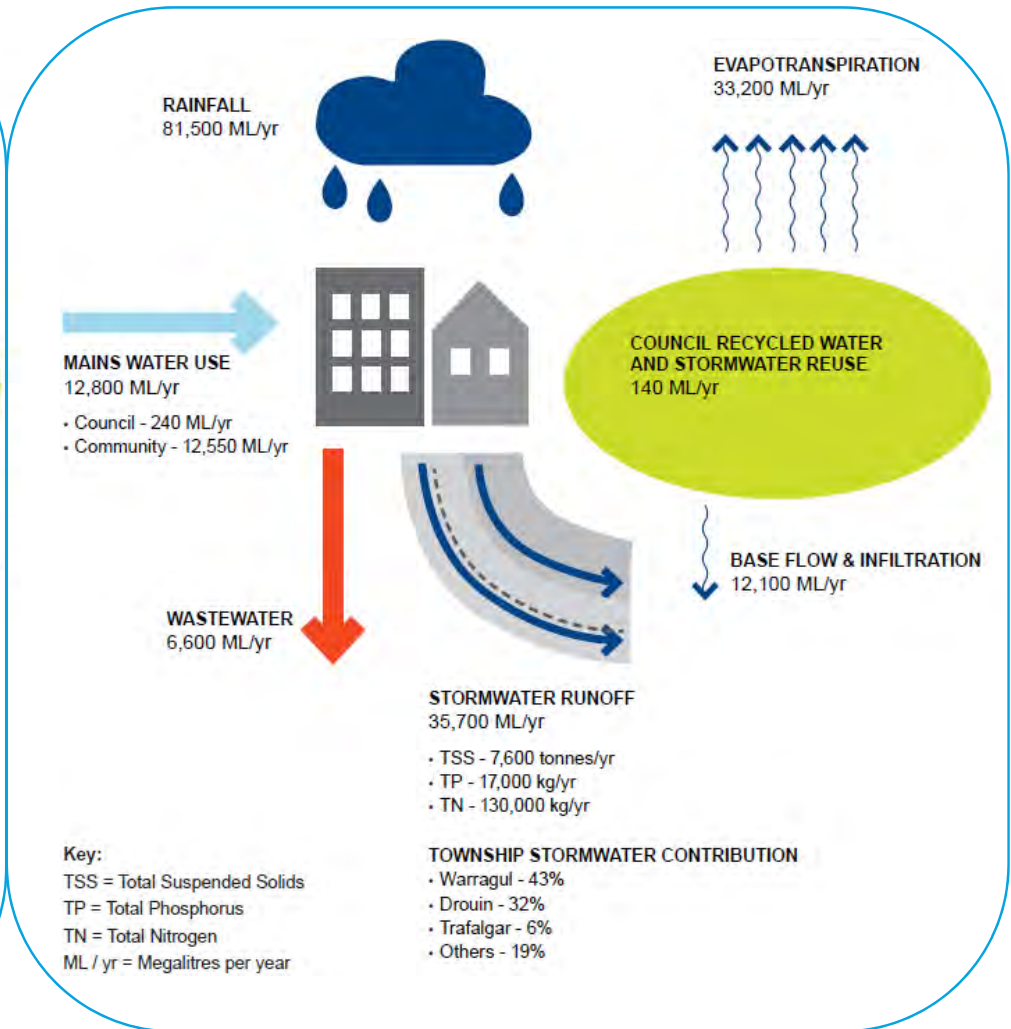 RAINFALL
81,500 ML/yr
EVAPOTRANSPIRATION
33,200 ML/yr
MAINS WATER USE
12,800 ML/yr
• Council - 240 ML/yr
• Community - 12,550 ML/yr
COUNCIL RECYCLED WATER
AND STORMWATER REUSE
140 ML/yr
WASTEWATER
6,600 ML/yr
BASE FLOW & INFILTRATION
12,100 ML/yr
STORMWATER RUNOFF
35,700 ML/yr
• TSS - 7,600 tonnes/yr
• TP - 17,000 kg/yr
• TN - 130,000 kg/yr
Key:
TSS = Total Suspended Solids
TP = Total Phosphorus
TN = Total Nitrogen
ML / yr = Megalitres per year
TOWNSHIP STORMWATER CONTRIBUTION
• Warragul - 43%
• Drouin - 32%
• Trafalgar - 6%
• Others - 19%